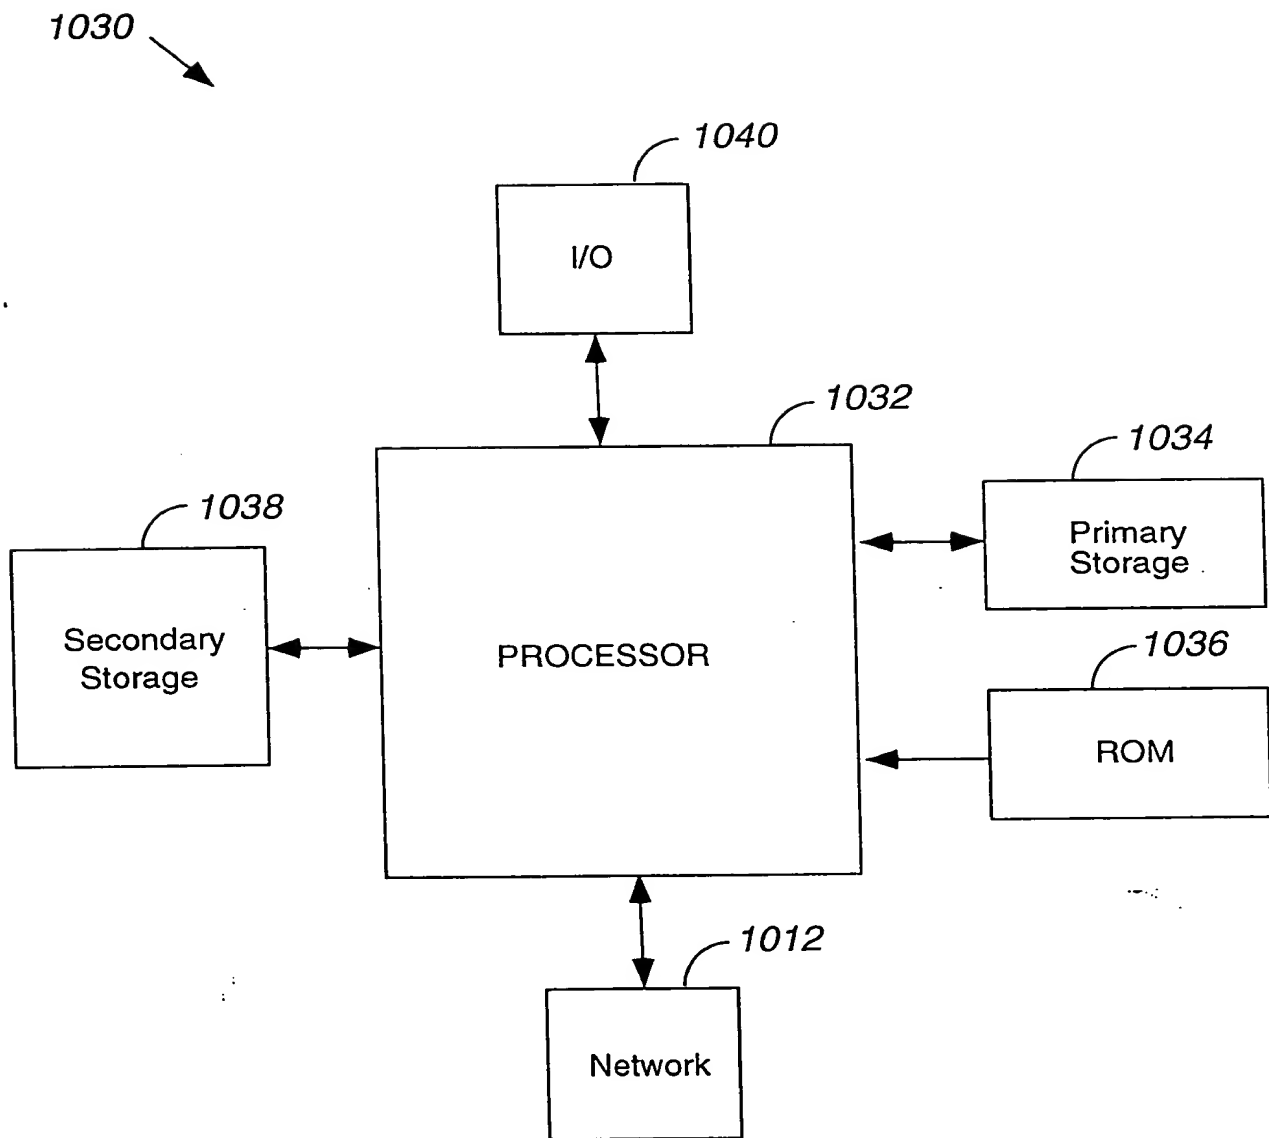 1030
1040
I/O
1032
1034
Primary
Storage
1038
Secondary
Storage
PROCESSOR
1036
ROM
1012
Network